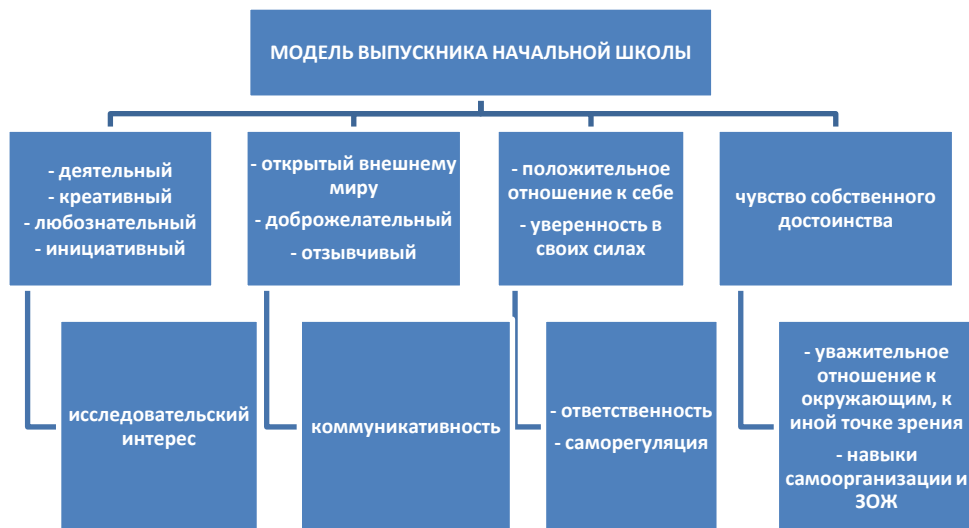 МОДЕЛЬ ВЫПУСКНИКА НАЧАЛЬНОЙ ШКОЛЫ
- деятельный
- креативный
- любознательный
- инициативный
- открытый внешнему
миру
- доброжелательный
- отзывчивый
- положительное
отношение к себе
- уверенность в
своих силах
чувство собственного
достоинства
исследовательский
интерес
коммуникативность
- ответственность
- саморегуляция
- уважительное
отношение к
окружающим, к
иной точке зрения
- навыки
самоорганизации и
ЗОЖ